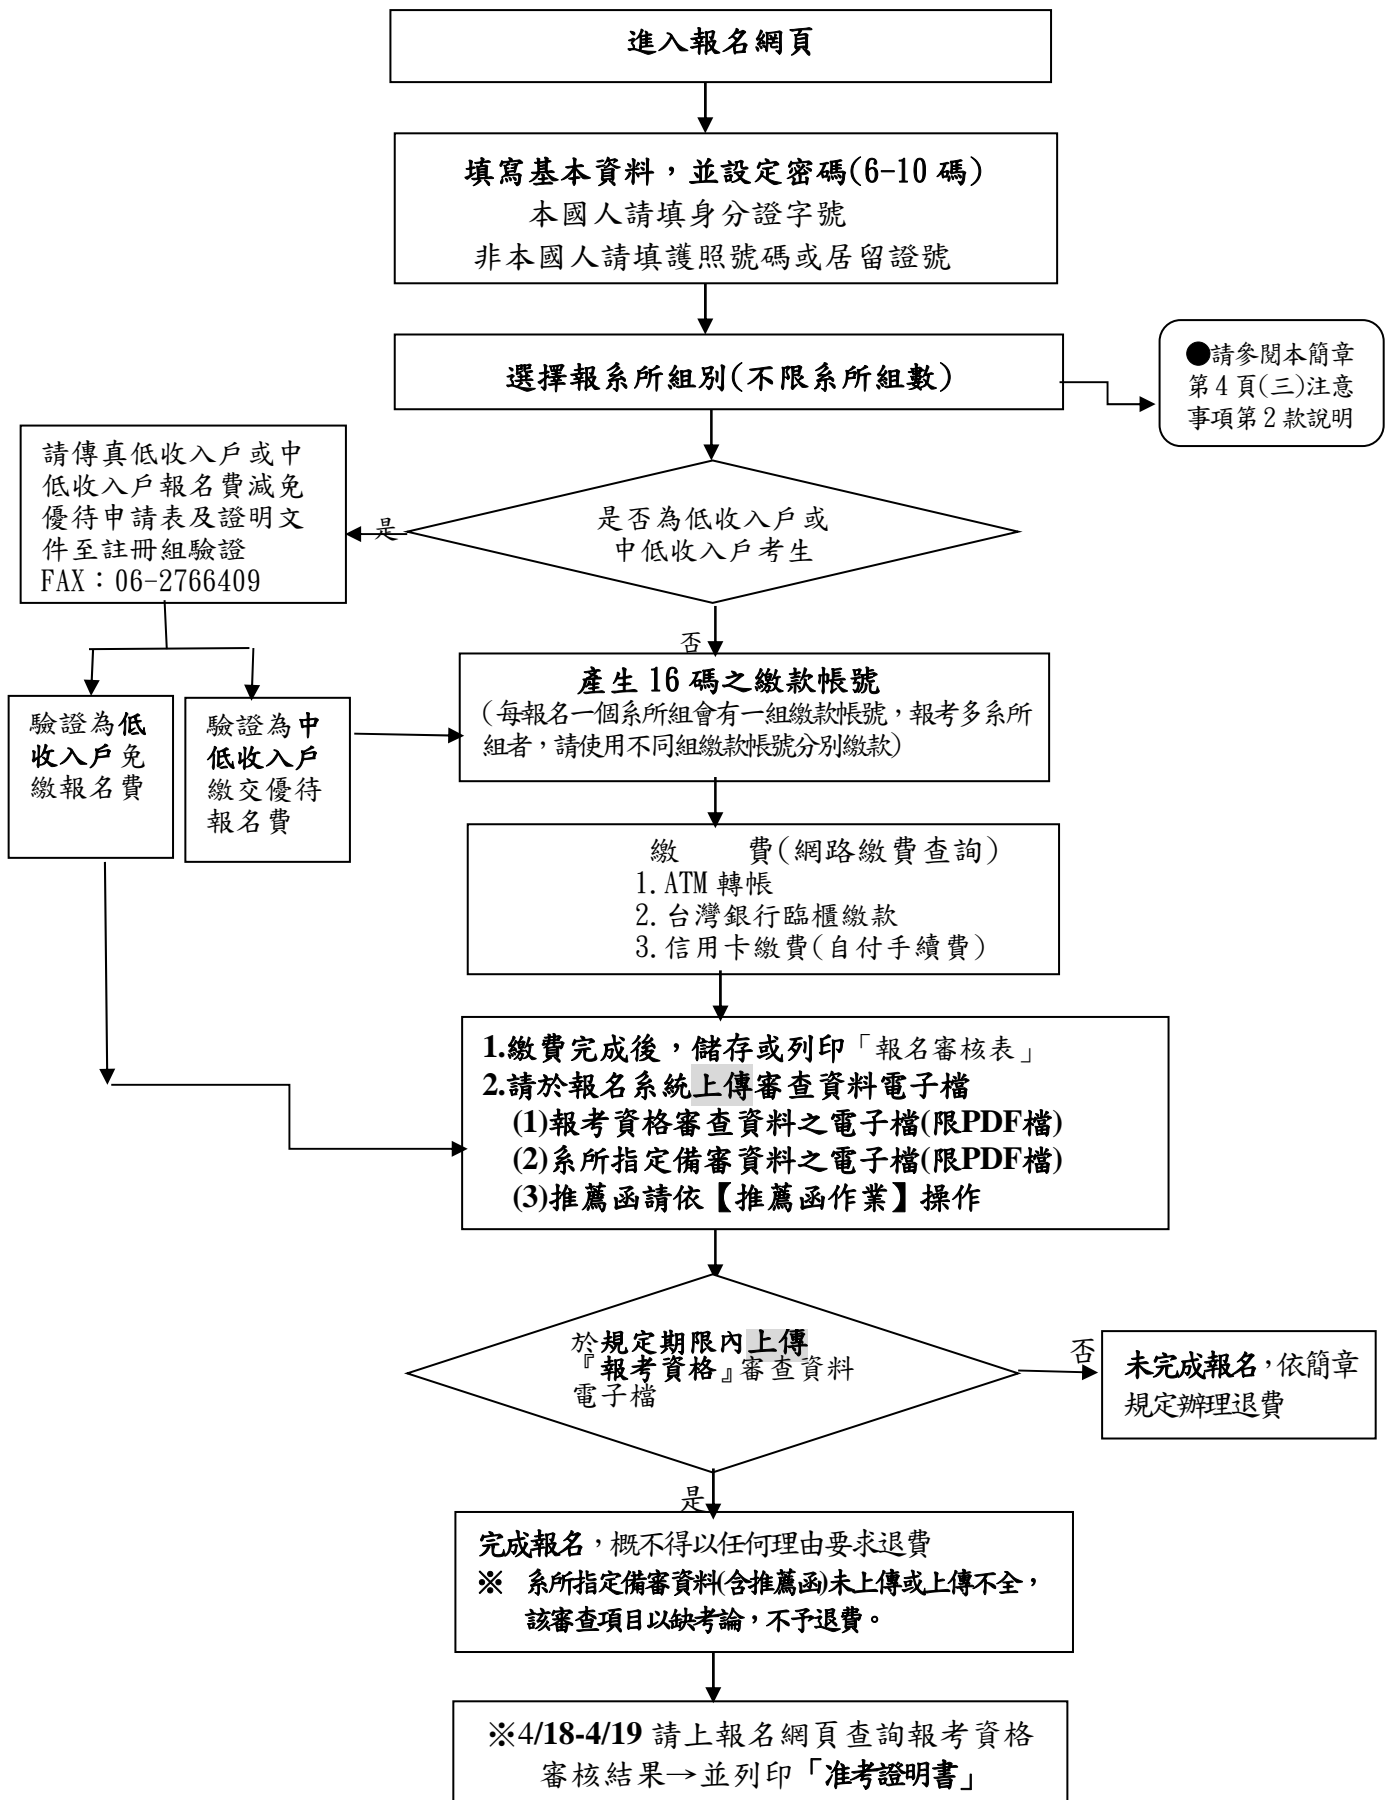 進入報名網頁
填寫基本資料，並設定密碼(6-10 碼)
本國人請填身分證字號
非本國人請填護照號碼或居留證號
選擇報系所組別(不限系所組數)
●請參閱本簡章
第 4 頁(三)注意
事項第 2 款說明
請傳真低收入戶或中
低收入戶報名費減免
優待申請表及證明文
件至註冊組驗證
FAX：06-2766409
是
是否為低收入戶或
中低收入戶考生
否
驗證為低
收入戶免
繳報名費
驗證為中
低收入戶
繳交優待
報名費
產生 16 碼之繳款帳號
(每報名一個系所組會有一組繳款帳號，報考多系所
組者，請使用不同組繳款帳號分別繳款)
繳　　費(網路繳費查詢)
1. ATM 轉帳
2. 台灣銀行臨櫃繳款
3. 信用卡繳費(自付手續費)
1.繳費完成後，儲存或列印「報名審核表」
2.請於報名系統上傳審查資料電子檔
(1)報考資格審查資料之電子檔(限PDF檔)
(2)系所指定備審資料之電子檔(限PDF檔)
(3)推薦函請依【推薦函作業】操作
於規定期限內上傳
『報考資格』審查資料
電子檔
否
未完成報名，依簡章
規定辦理退費
是
完成報名，概不得以任何理由要求退費
※ 系所指定備審資料(含推薦函)未上傳或上傳不全，
該審查項目以缺考論，不予退費。
※4/18-4/19 請上報名網頁查詢報考資格
審核結果→並列印「准考證明書」